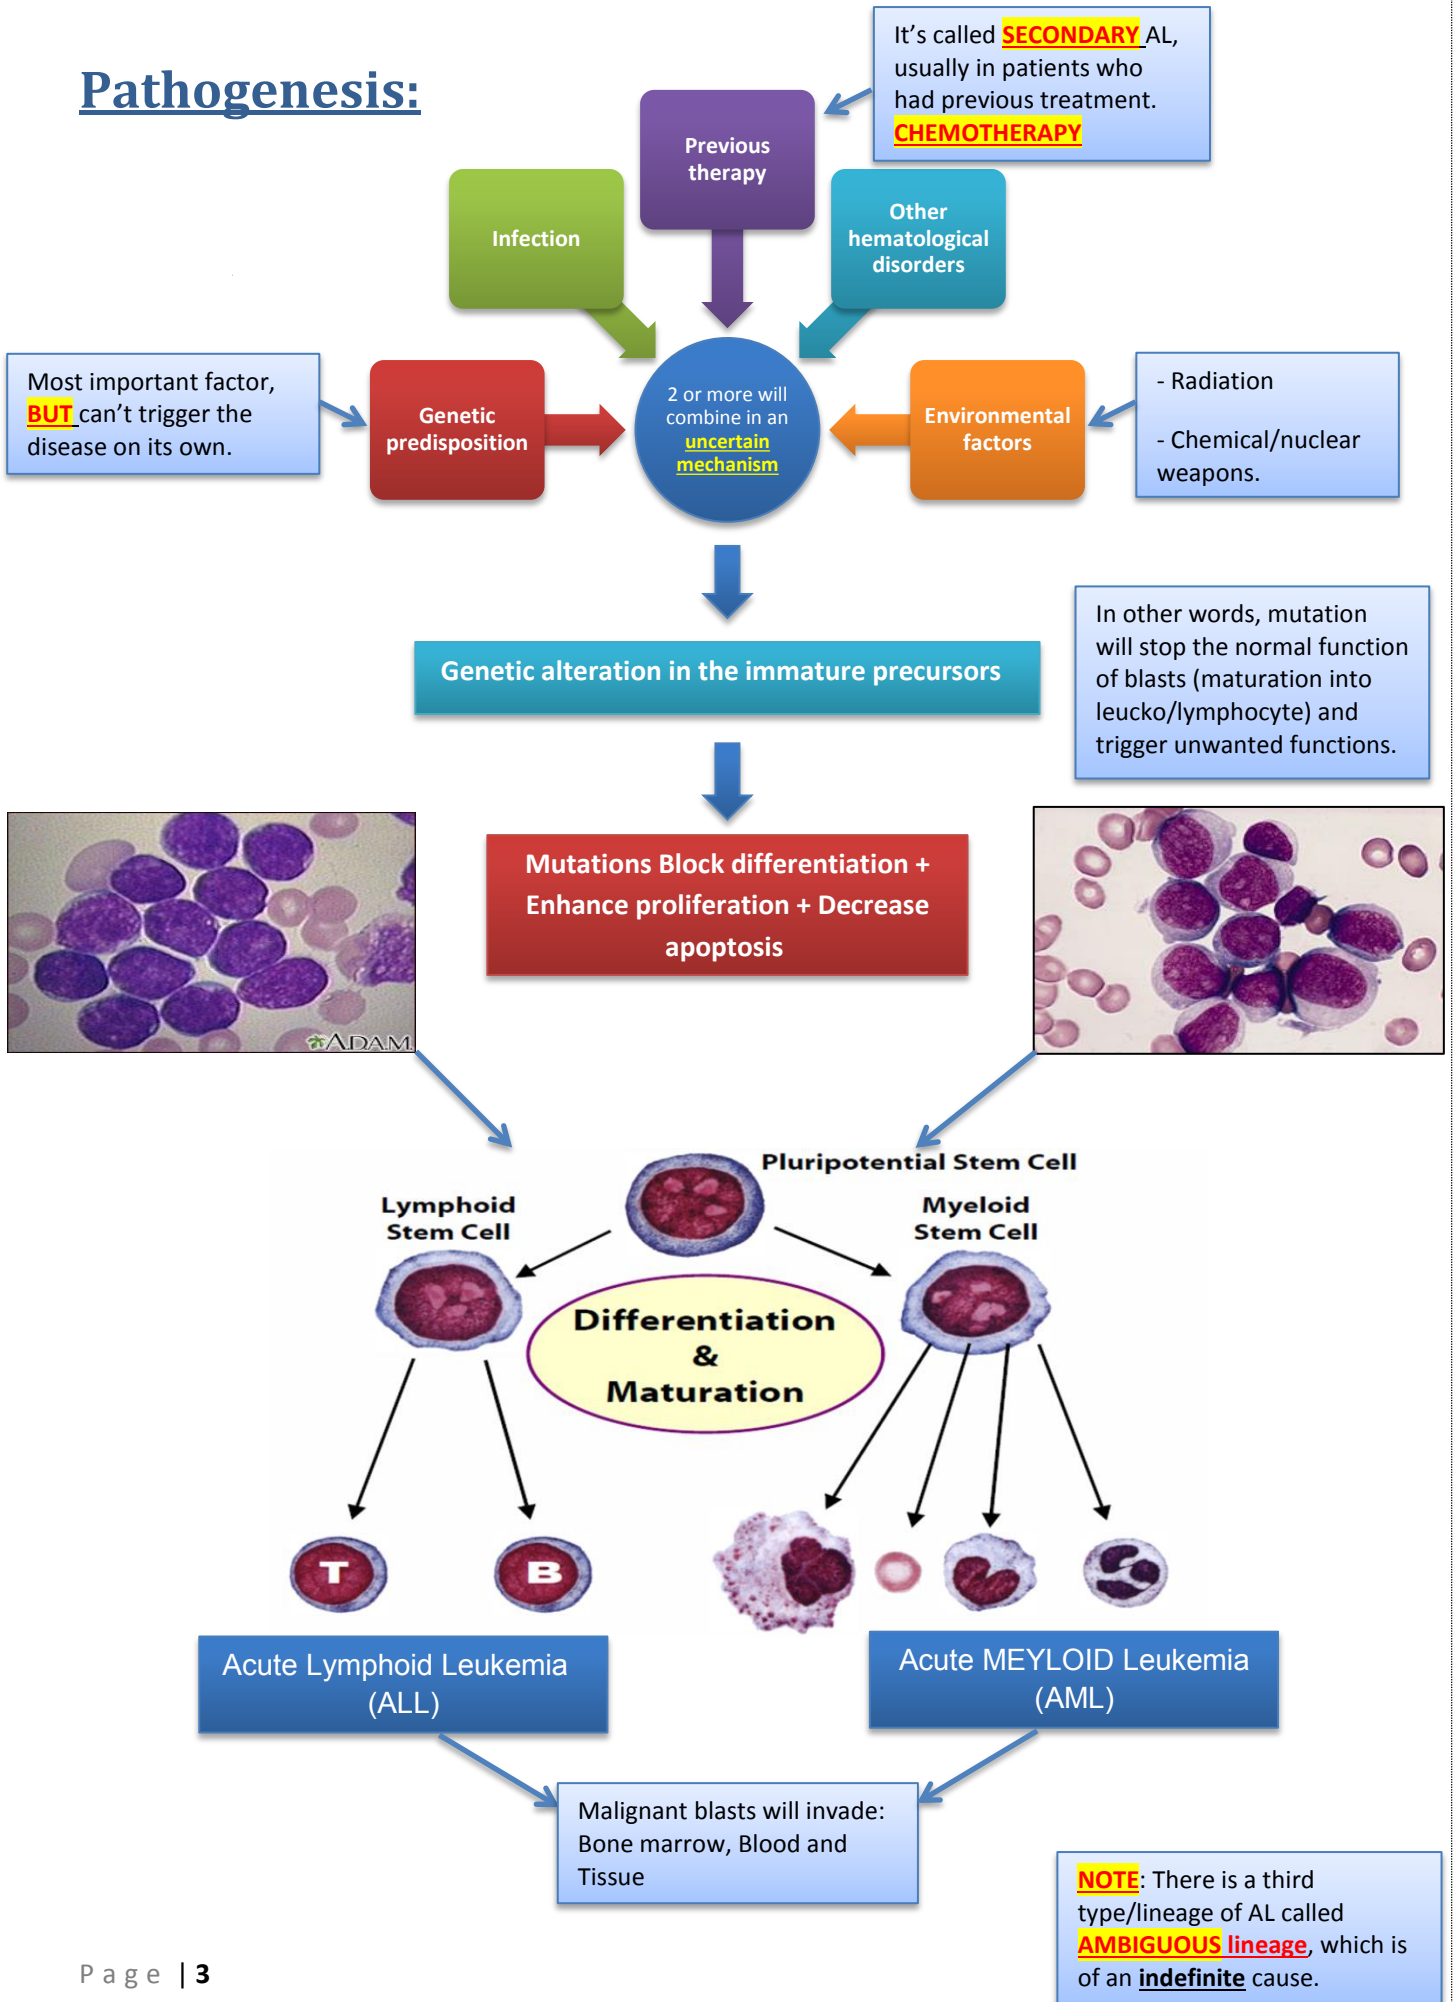 Pathogenesis:
It's called SECONDARY AL,
usually in patients who
had previous treatment.
CHEMOTHERAPY
Previous
therapy
Infection
Other
hematological
disorders
Most important factor,
BUT can't trigger the
disease on its own.
Genetic
predisposition
2 or more will
combine in an
uncertain
mechanism
Environmental
factors
- Radiation
- Chemical/nuclear
weapons.
Genetic alteration in the immature precursors
In other words, mutation
will stop the normal function
of blasts (maturation into
leucko/lymphocyte) and
trigger unwanted functions.
Mutations Block differentiation +
Enhance proliferation + Decrease
apoptosis
ADAM.
Pluripotential Stem Cell
Lymphoid
Stem Cell
Myeloid
Stem Cell
Differentiation
&
Maturation
T
B
Acute Lymphoid Leukemia
(ALL)
Acute MEYLOID Leukemia
(AML)
Malignant blasts will invade:
Bone marrow, Blood and
Tissue
NOTE: There is a third
type/lineage of AL called
AMBIGUOUS lineage, which is
of an indefinite cause.
Page | 3